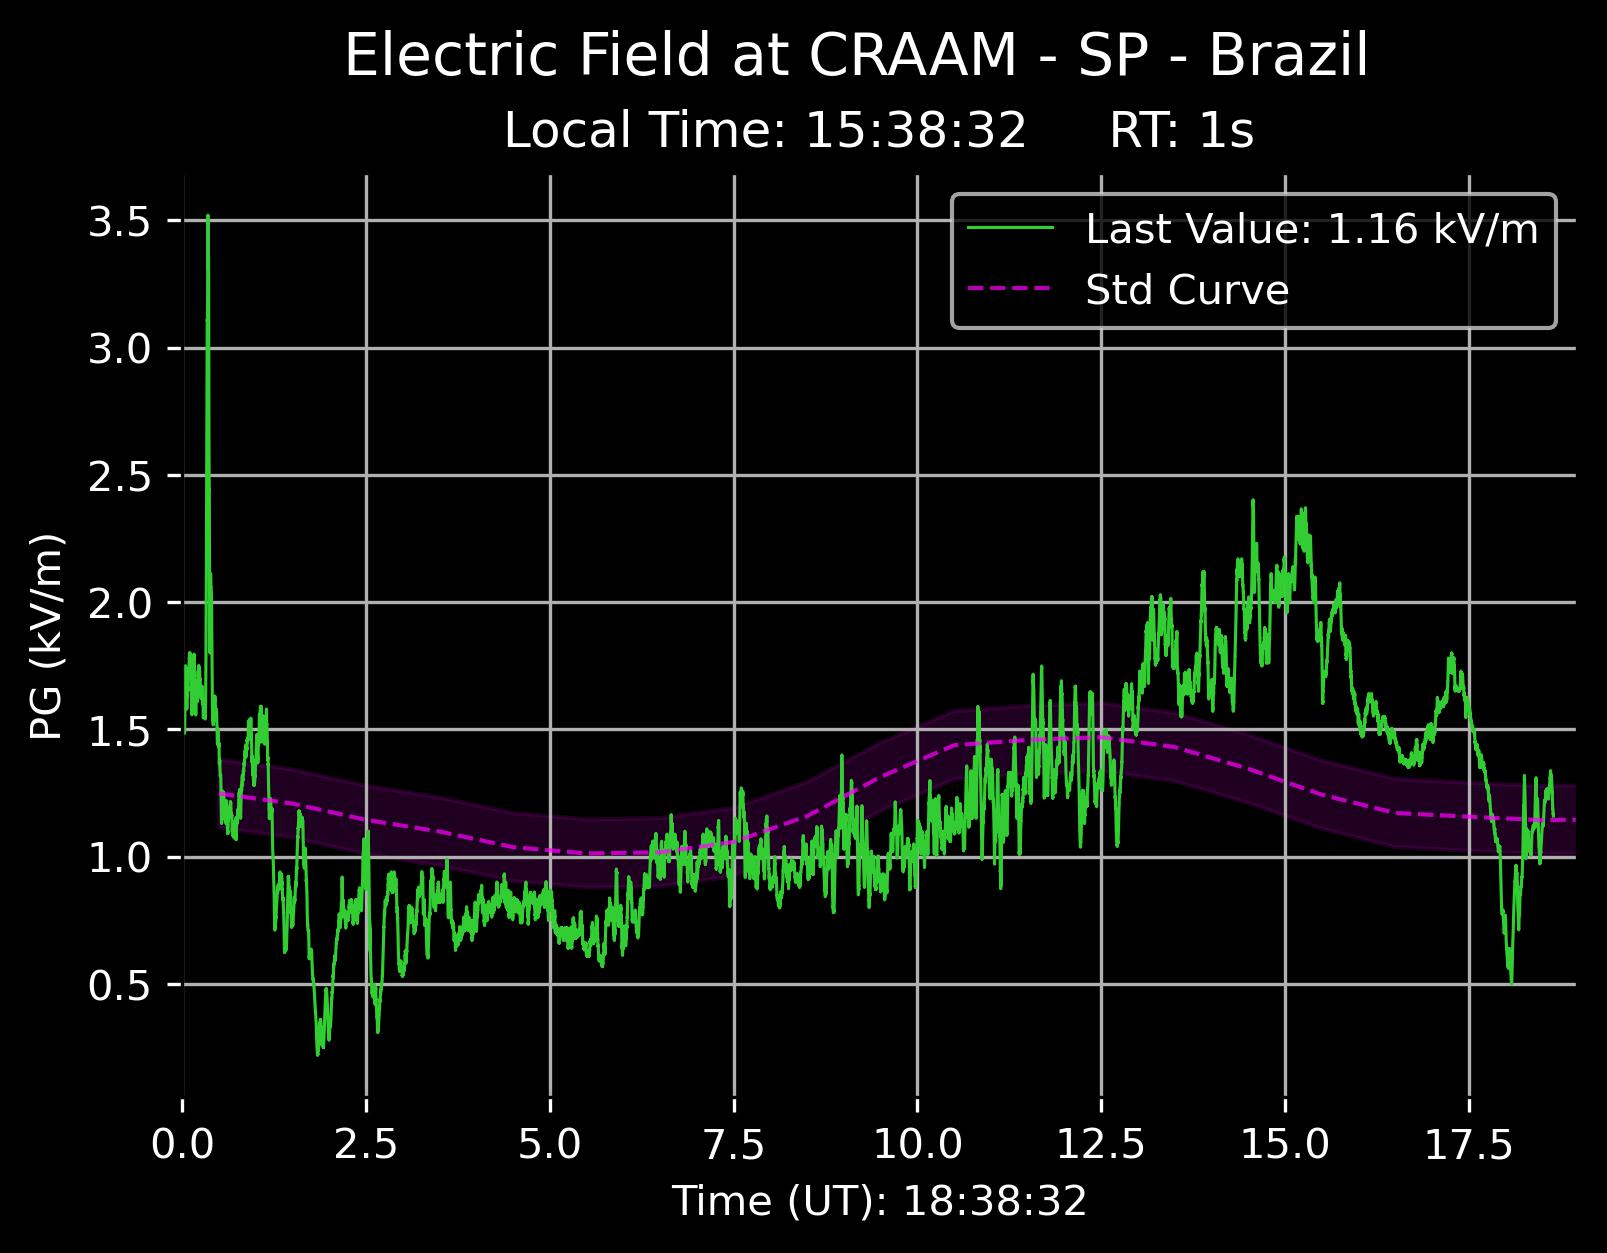 Electric Field at CRAAM - SP - Brazil
Local Time: 15:38:32 RT: 1s
Last Value: 1.16 kV/m
Std Curve
PG (kV/m)
3.5
3.0
2.5
2.0
1.5
1.0
0.5
0.0 2.5 5.0 7.5 10.0 12.5 15.0 17.5
Time (UT): 18:38:32